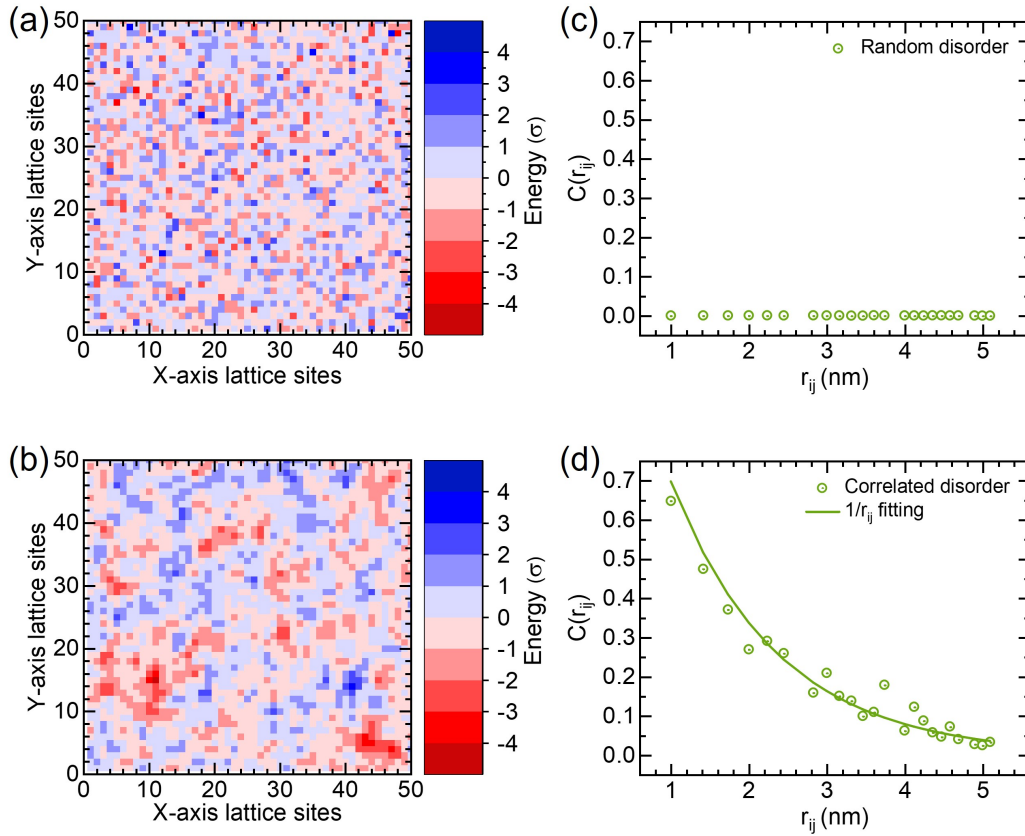 (a)
50
40
30
20
10
0
Y-axis lattice sites
0 10 20 30 40 50
X-axis lattice sites
4
3
2
1
0
-1
-2
-3
-4
Energy (σ)
(c)
0.7
0.6
0.5
0.4
0.3
0.2
0.1
0.0
C(r_ij)
Random disorder
1 2 3 4 5
r_ij (nm)
(b)
50
40
30
20
10
0
Y-axis lattice sites
0 10 20 30 40 50
X-axis lattice sites
4
3
2
1
0
-1
-2
-3
-4
Energy (σ)
(d)
0.7
0.6
0.5
0.4
0.3
0.2
0.1
0.0
C(r_ij)
Correlated disorder
1/r_ij fitting
1 2 3 4 5
r_ij (nm)